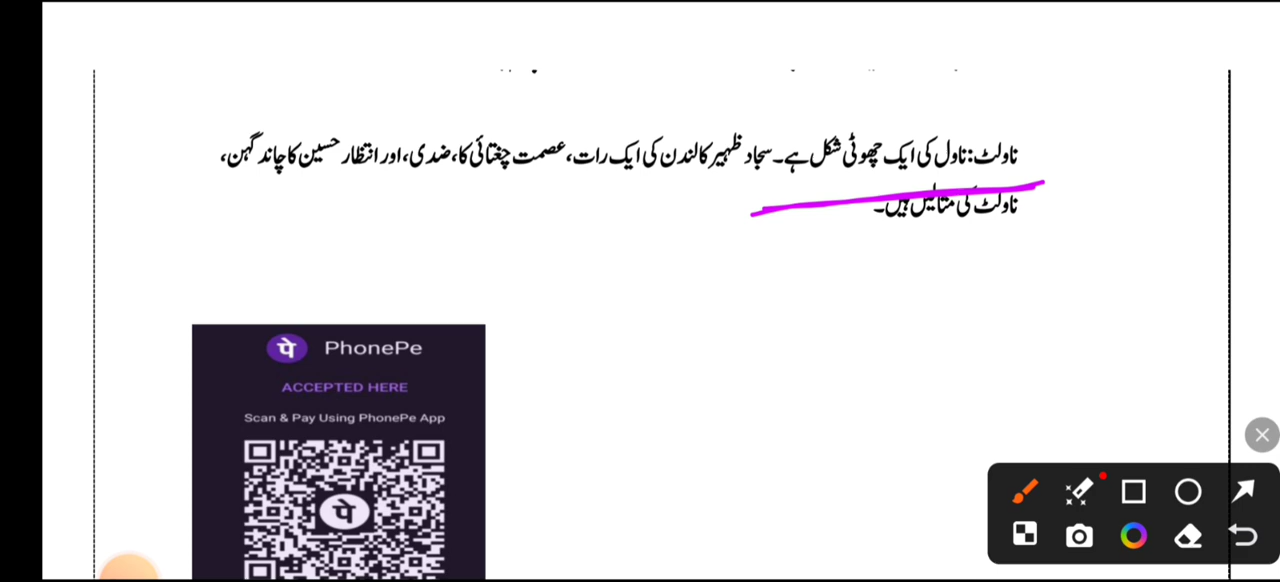 ناولٹ: ناول کی ایک چھوٹی شکل ہے۔ سجاد ظہیر کا لندن کی ایک رات، عصمت چغتائی کا، ضدی، اور انتظار حسین کا چاند گہن،
ناولٹ کی مثالیں ہیں۔
पे PhonePe
ACCEPTED HERE
Scan & Pay Using PhonePe App
पे